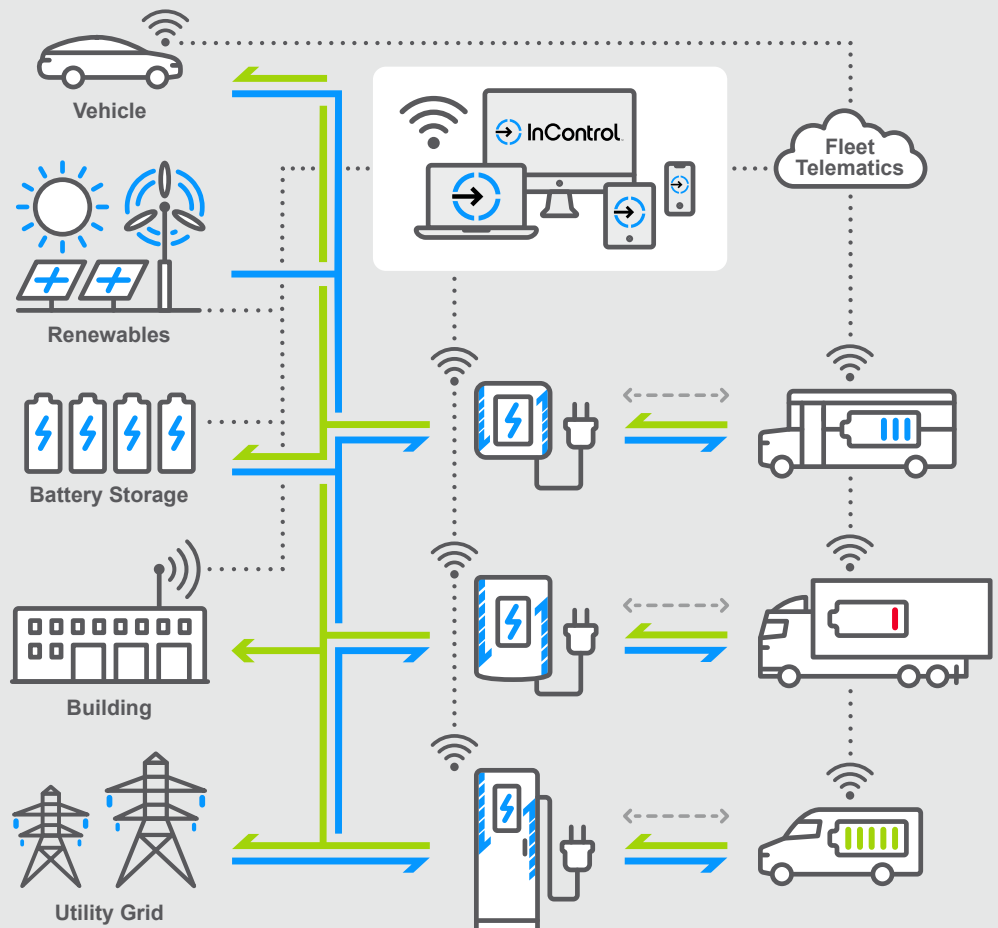 Vehicle
InControl
Fleet
Telematics
Renewables
Battery Storage
Building
Utility Grid